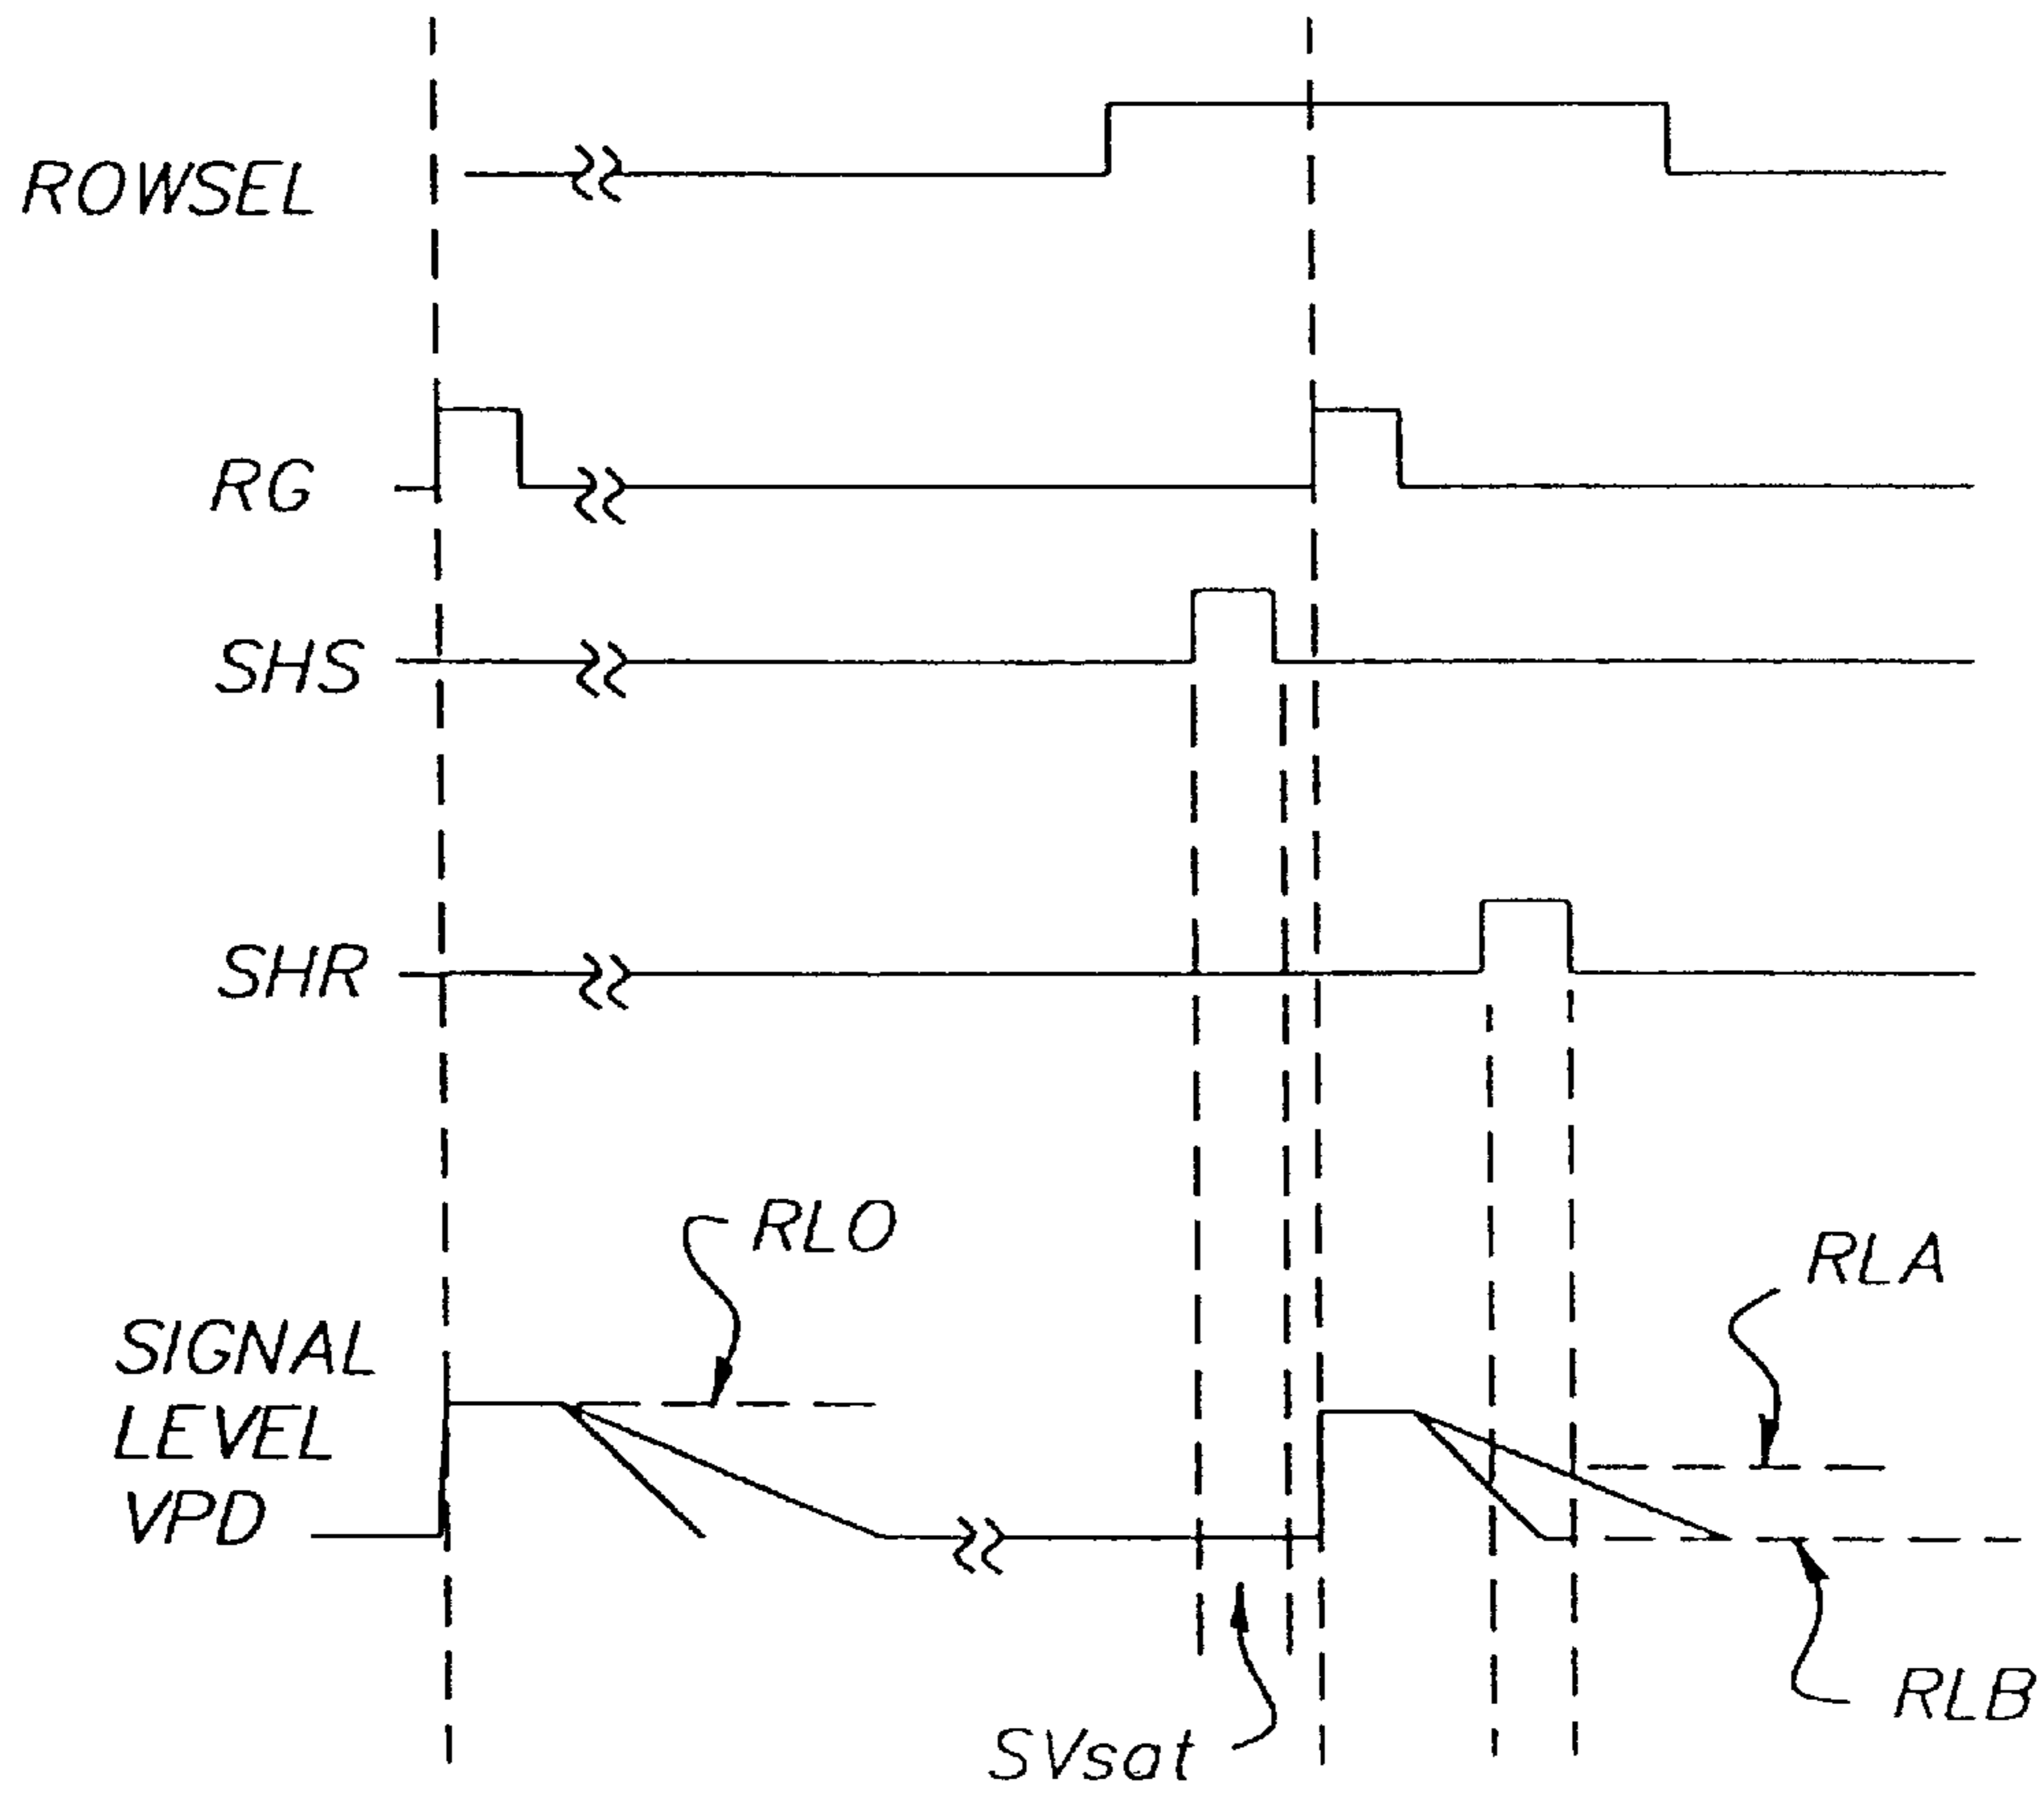 ROWSEL
RG
SHS
SHR
RLO
RLA
SIGNAL
LEVEL
VPD
RLB
SVsat